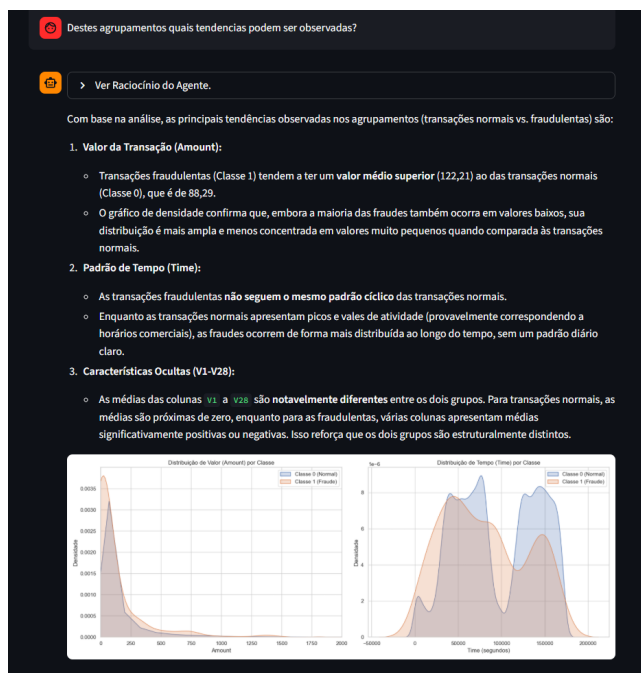 Destes agrupamentos quais tendencias podem ser observadas?
Ver Raciocínio do Agente.
Com base na análise, as principais tendências observadas nos agrupamentos (transações normais vs. fraudulentas) são:
1. Valor da Transação (Amount):
Transações fraudulentas (Classe 1) tendem a ter um valor médio superior (122,21) ao das transações normais
(Classe 0), que é de 88,29.
O gráfico de densidade confirma que, embora a maioria das fraudes também ocorra em valores baixos, sua
distribuição é mais ampla e menos concentrada em valores muito pequenos quando comparada às transações
normais.
2. Padrão de Tempo (Time):
As transações fraudulentas não seguem o mesmo padrão cíclico das transações normais.
Enquanto as transações normais apresentam picos e vales de atividade (provavelmente correspondendo a
horários comerciais), as fraudes ocorrem de forma mais distribuída ao longo do tempo, sem um padrão diário
claro.
3. Características Ocultas (V1-V28):
As médias das colunas V1 a V28 são notavelmente diferentes entre os dois grupos. Para transações normais, as
médias são próximas de zero, enquanto para as fraudulentas, várias colunas apresentam médias
significativamente positivas ou negativas. Isso reforça que os dois grupos são estruturalmente distintos.
Distribuição de Valor (Amount) por Classe
Classe 0 (Normal)
Classe 1 (Fraude)
0.0035
0.0030
0.0025
0.0020
0.0015
0.0010
0.0005
0.0000
Densidade
0 250 500 750 1000 1250 1500 1750 2000
Amount
1e-6
Distribuição de Tempo (Time) por Classe
Classe 0 (Normal)
Classe 1 (Fraude)
8
6
4
2
0
Densidade
-50000 0 50000 100000 150000 200000
Time (segundos)